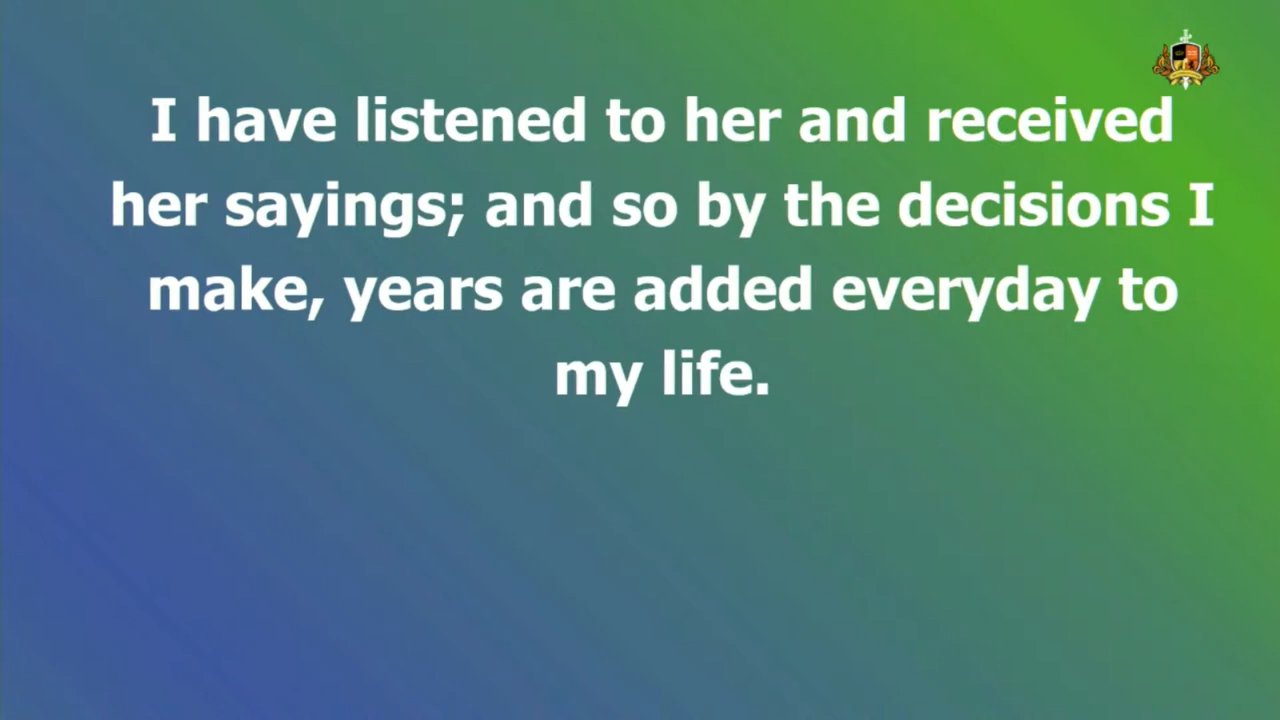 I have listened to her and received
her sayings; and so by the decisions I
make, years are added everyday to
my life.